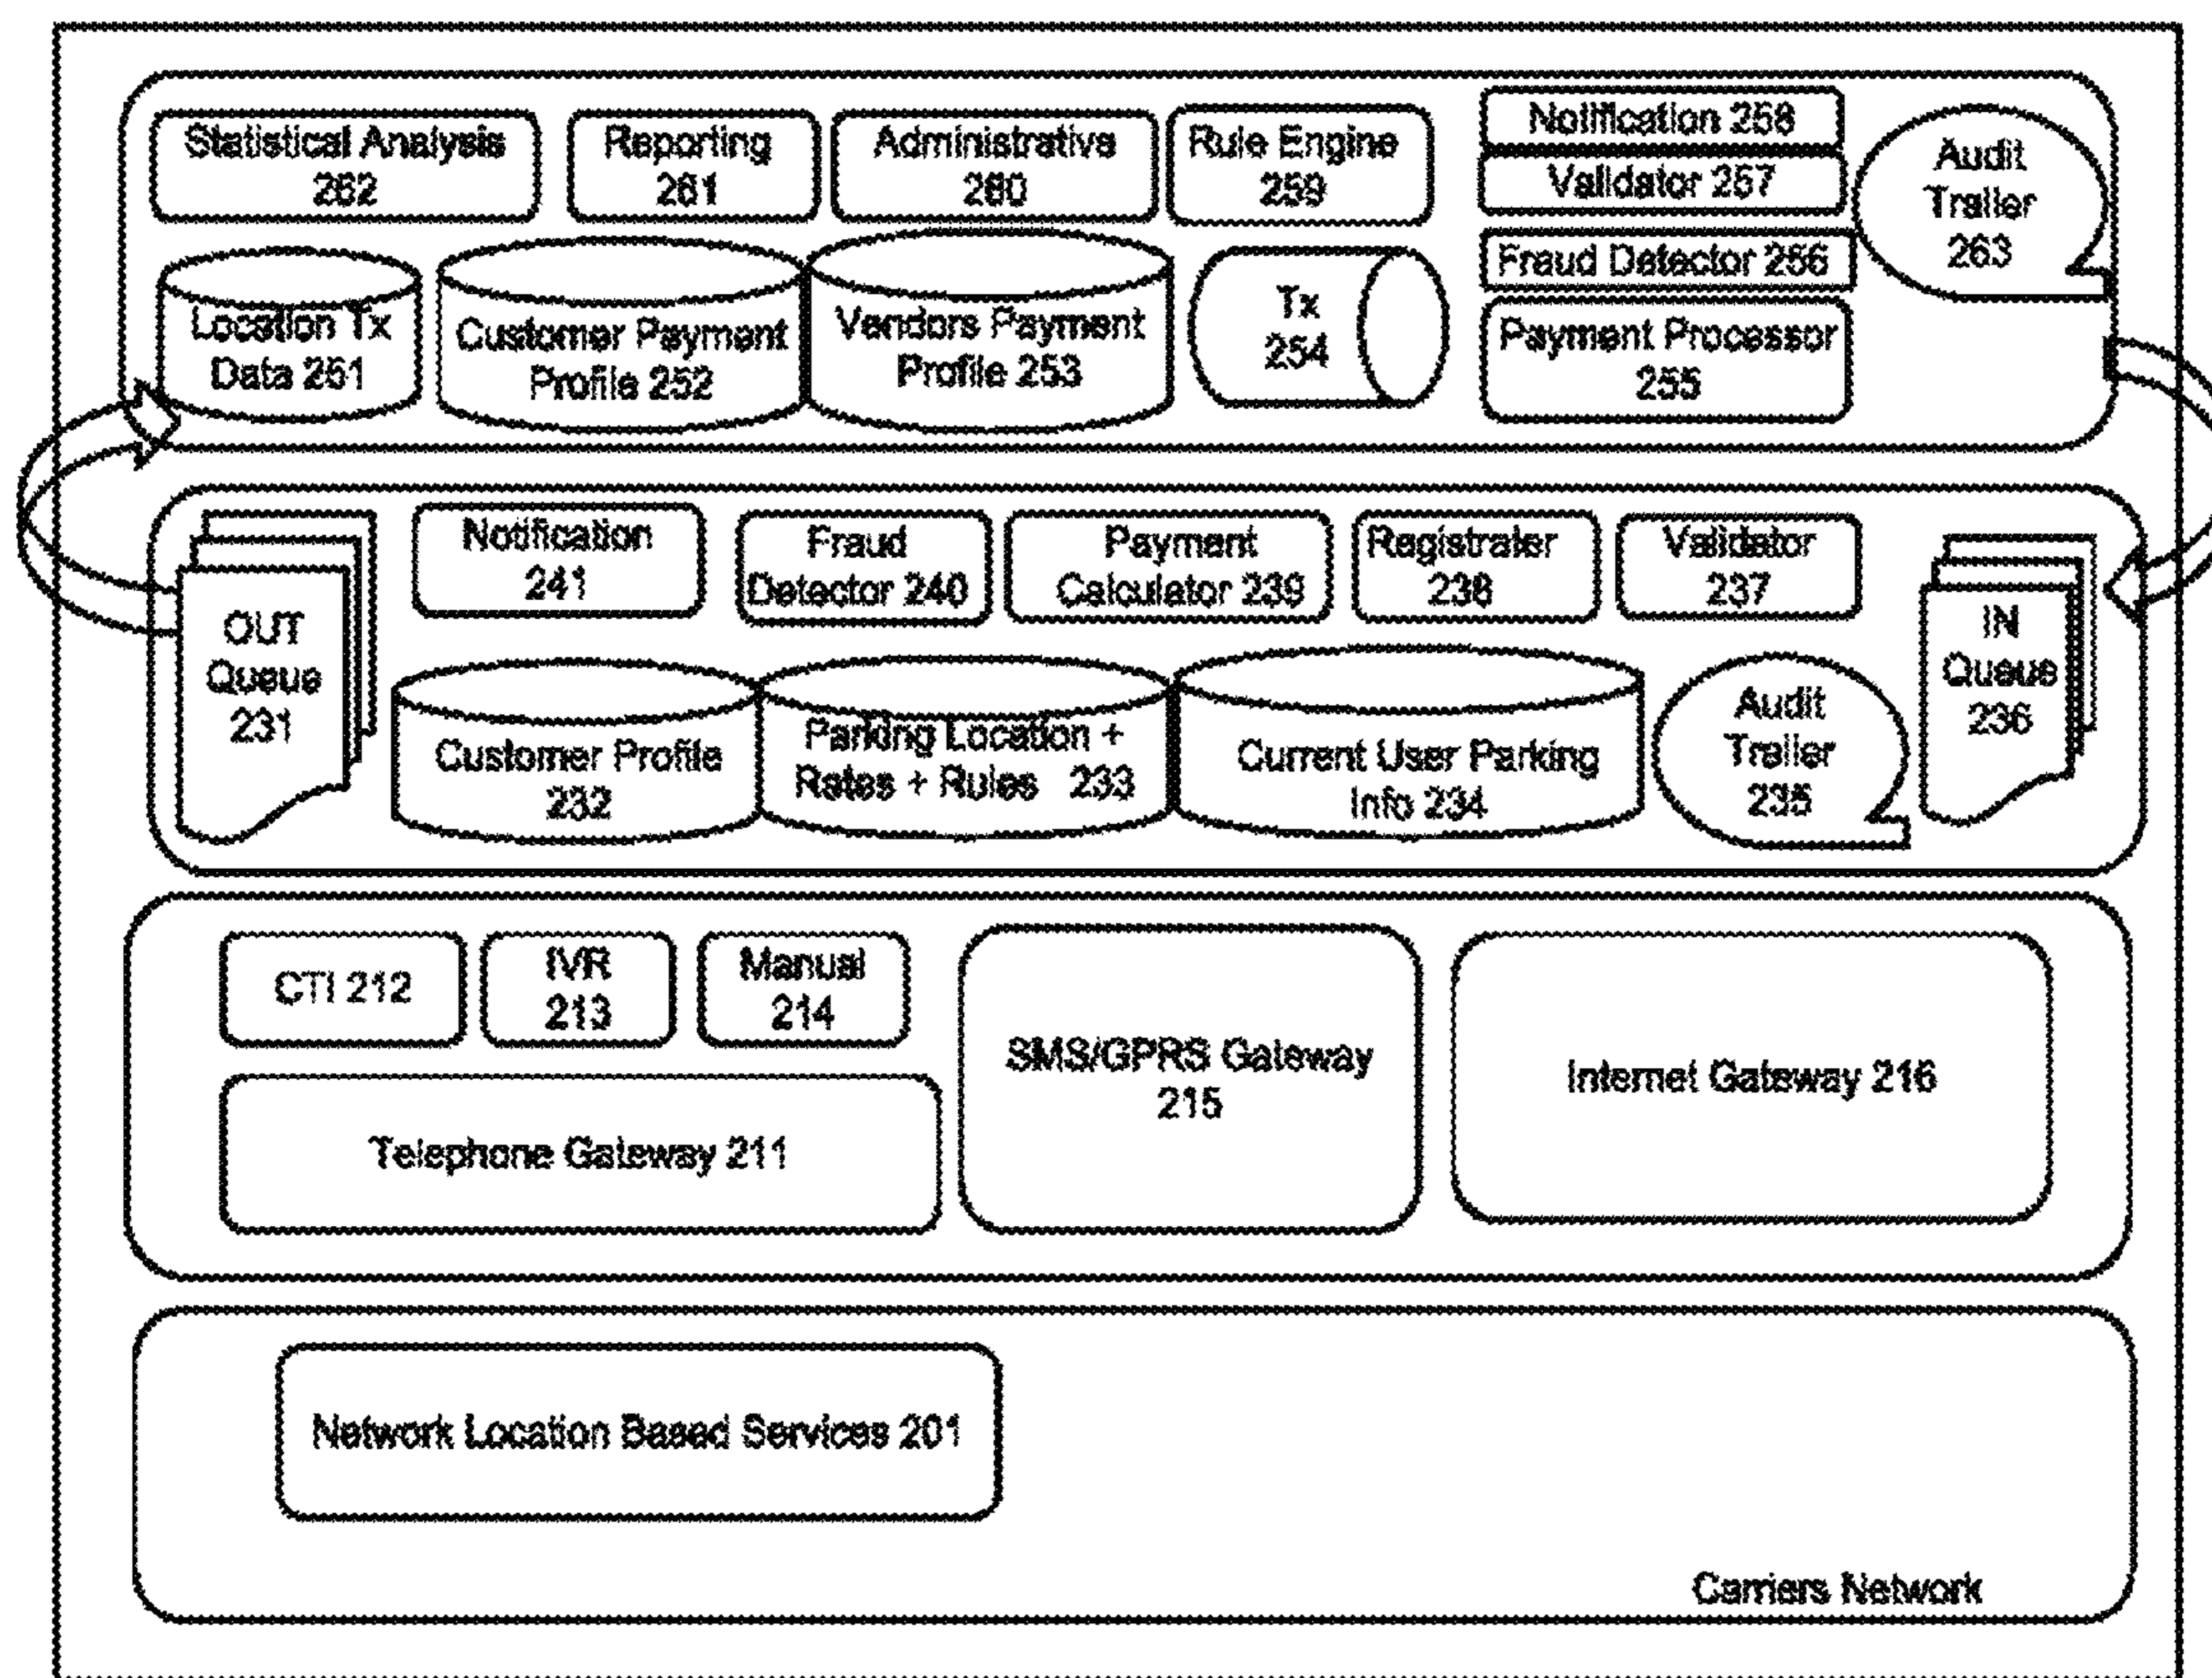 Statistical Analysis
262
Reporting
261
Administrative
260
Rule Engine
259
Notification 258
Validator 257
Fraud Detector 256
Payment Processor
255
Audit
Trailer
263
Location Tx
Data 251
Customer Payment
Profile 252
Vendors Payment
Profile 253
Tx
254
OUT
Queue
231
Notification
241
Fraud
Detector 240
Payment
Calculator 239
Registrater
238
Validator
237
IN
Queue
236
Customer Profile
232
Parking Location +
Rates + Rules 233
Current User Parking
Info 234
Audit
Trailer
235
CTI 212
IVR
213
Manual
214
Telephone Gateway 211
SMS/GPRS Gateway
215
Internet Gateway 216
Network Location Based Services 201
Carriers Network